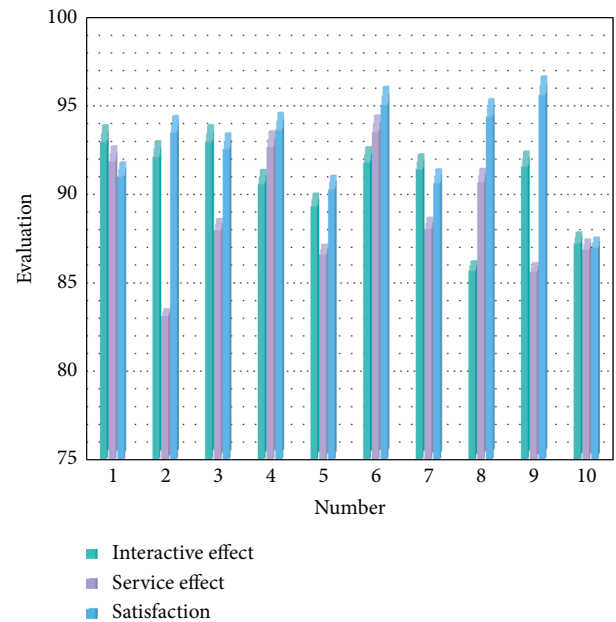 100
95
90
85
80
75
Evaluation
1 2 3 4 5 6 7 8 9 10
Number
Interactive effect
Service effect
Satisfaction